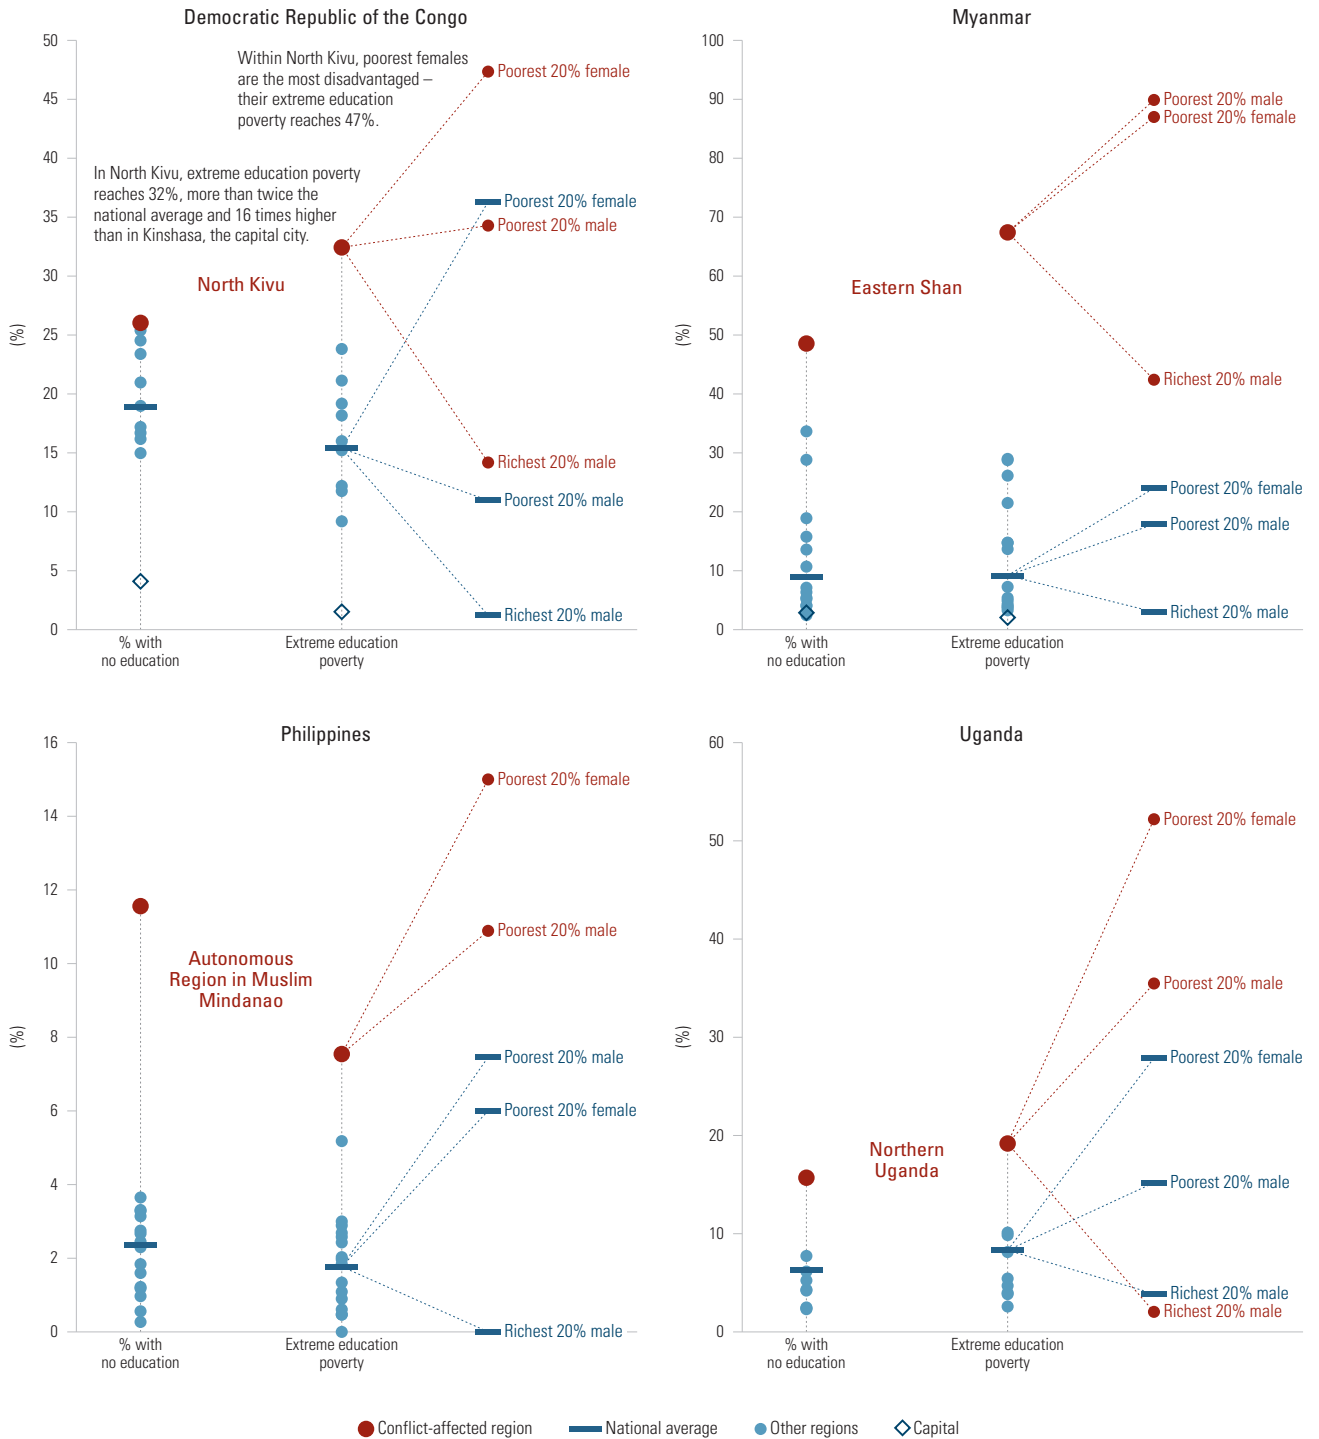 Democratic Republic of the Congo
50
45
40
35
30
25
20
15
10
5
0
(%)
Within North Kivu, poorest females
are the most disadvantaged –
their extreme education
poverty reaches 47%.
In North Kivu, extreme education poverty
reaches 32%, more than twice the
national average and 16 times higher
than in Kinshasa, the capital city.
North Kivu
Poorest 20% female
Poorest 20% female
Poorest 20% male
Richest 20% male
Poorest 20% male
Richest 20% male
% with
no education
Extreme education
poverty
Myanmar
100
90
80
70
60
50
40
30
20
10
0
(%)
Eastern Shan
Poorest 20% male
Poorest 20% female
Richest 20% male
Poorest 20% female
Poorest 20% male
Richest 20% male
% with
no education
Extreme education
poverty
Philippines
16
14
12
10
8
6
4
2
0
(%)
Autonomous
Region in Muslim
Mindanao
Poorest 20% female
Poorest 20% male
Poorest 20% male
Poorest 20% female
Richest 20% male
% with
no education
Extreme education
poverty
Uganda
60
50
40
30
20
10
0
(%)
Northern
Uganda
Poorest 20% female
Poorest 20% male
Poorest 20% female
Poorest 20% male
Richest 20% male
Richest 20% male
% with
no education
Extreme education
poverty
Conflict-affected region
National average
Other regions
Capital